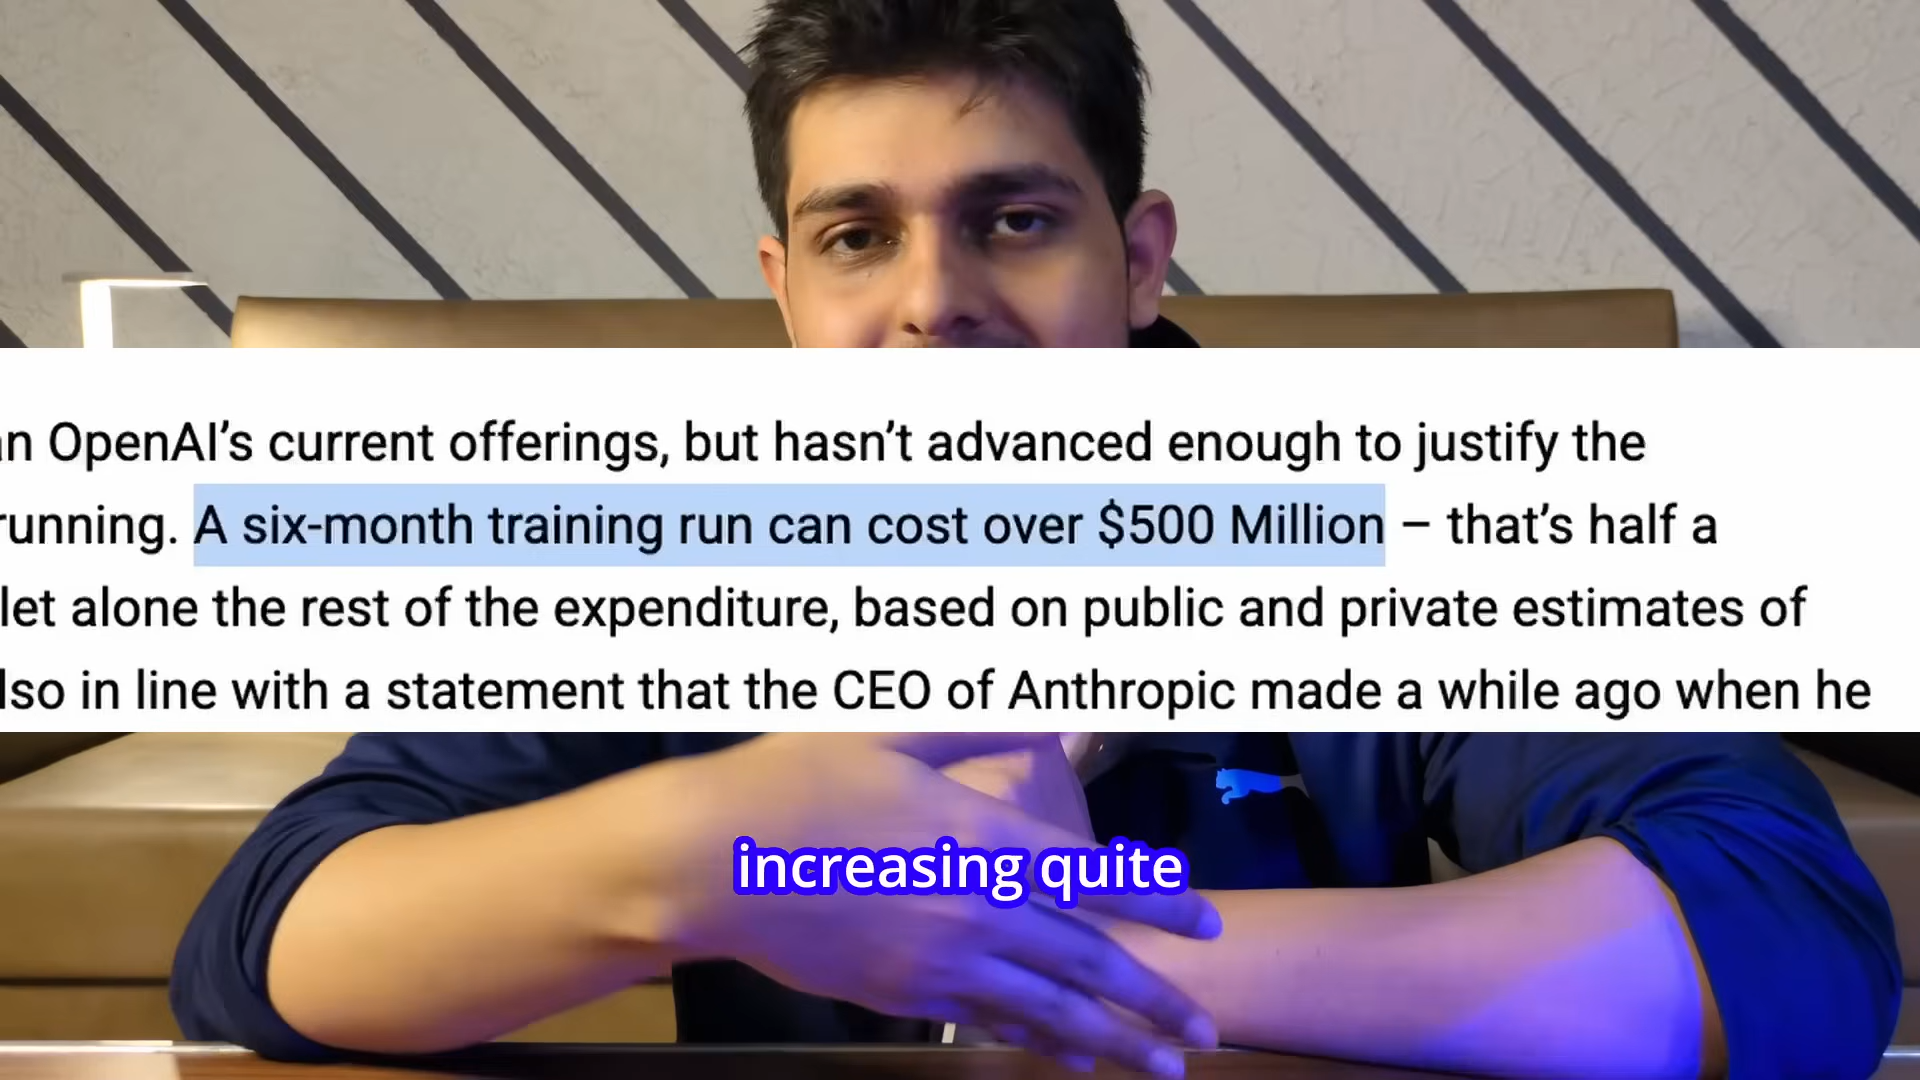 an OpenAI’s current offerings, but hasn’t advanced enough to justify the
running. A six-month training run can cost over $500 Million – that’s half a
let alone the rest of the expenditure, based on public and private estimates of
lso in line with a statement that the CEO of Anthropic made a while ago when he
increasing quite